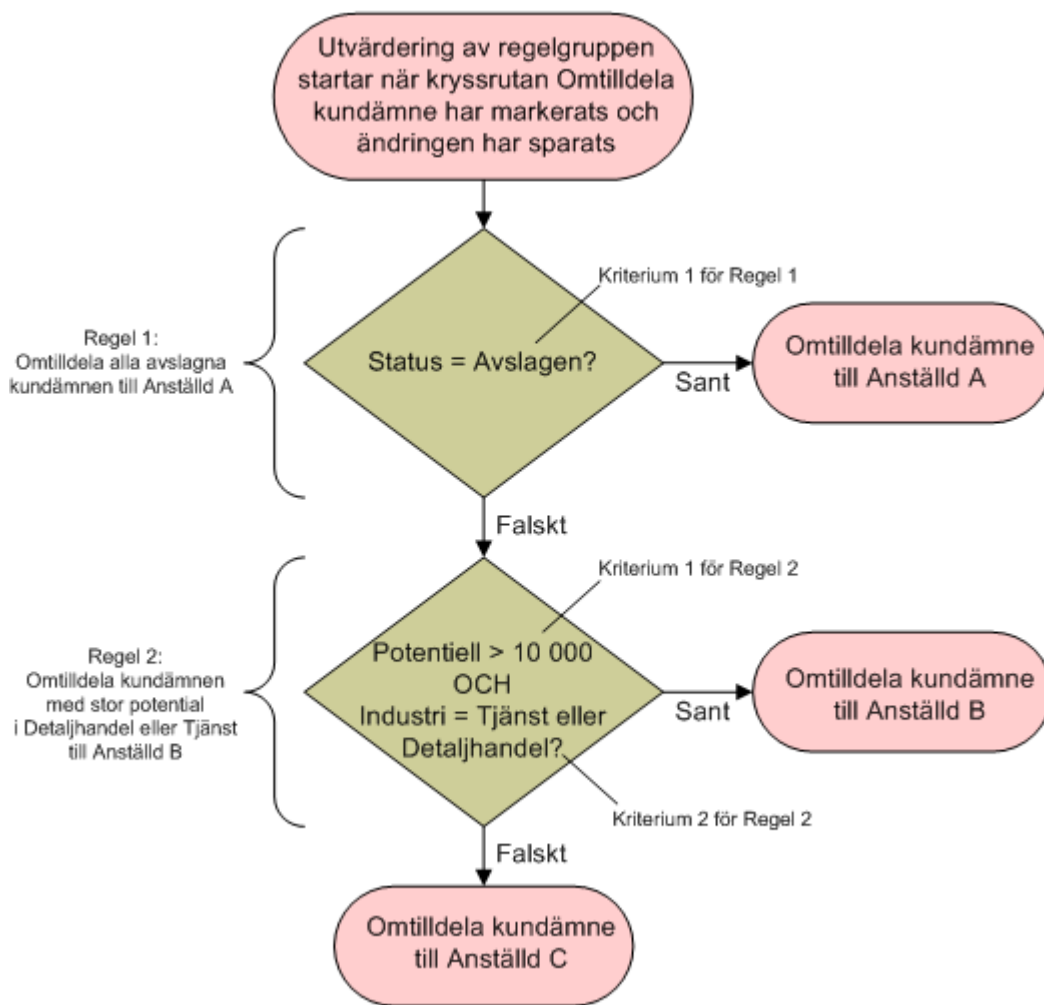 Utvärdering av regelgruppen
startar när kryssrutan Omtilldela
kundämne har markerats och
ändringen har sparats
Kriterium 1 för Regel 1
Regel 1:
Omtilldela alla avslagna
kundämnen till Anställd A
Status = Avslagen?
Sant
Omtilldela kundämne
till Anställd A
Falskt
Kriterium 1 för Regel 2
Regel 2:
Omtilldela kundämnen
med stor potential
i Detaljhandel eller Tjänst
till Anställd B
Potentiell > 10 000
OCH
Industri = Tjänst eller
Detaljhandel?
Sant
Omtilldela kundämne
till Anställd B
Kriterium 2 för Regel 2
Falskt
Omtilldela kundämne
till Anställd C